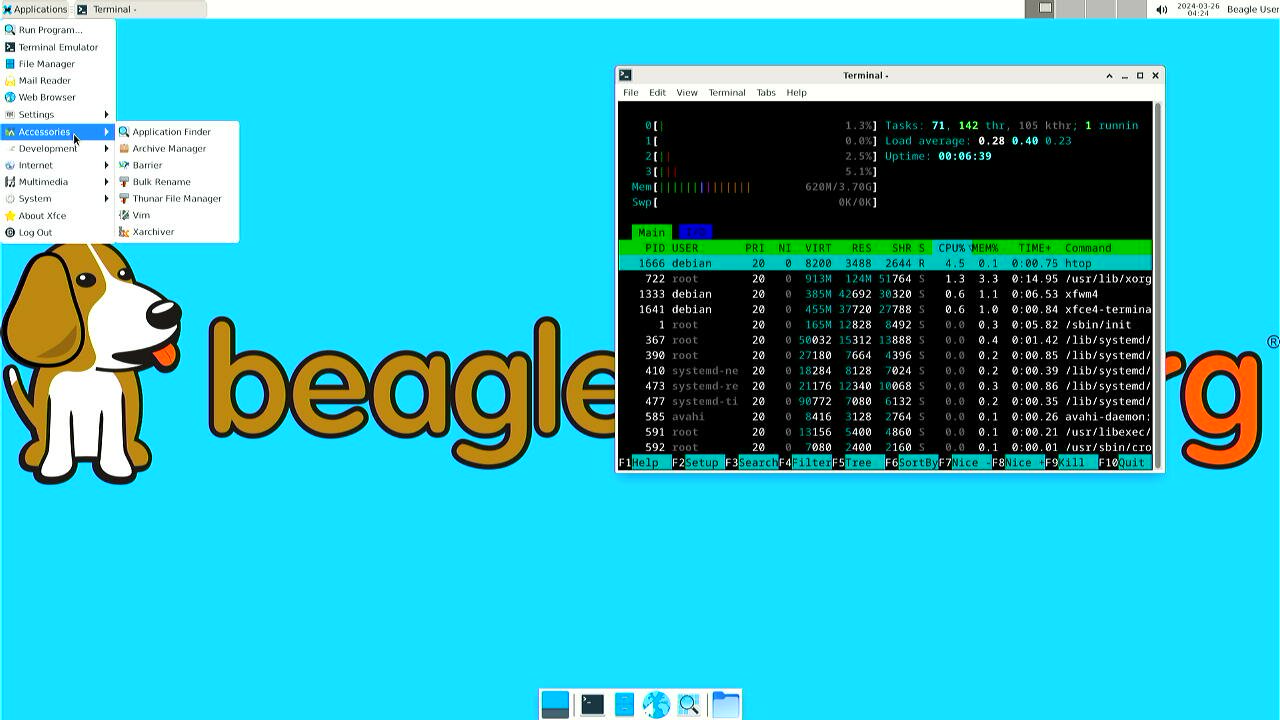 Applications Terminal - 2024-03-26 04:24 Beagle User
Run Program...
Terminal Emulator
File Manager
Mail Reader
Web Browser
Settings
Accessories
Development
Internet
Multimedia
System
About Xfce
Log Out
Application Finder
Archive Manager
Barrier
Bulk Rename
Thunar File Manager
Vim
Xarchiver
beagle
rg®
Terminal -
File Edit View Terminal Tabs Help
0[| 1.3%] Tasks: 71, 142 thr, 105 kthr; 1 runnin
1[ 0.0%] Load average: 0.28 0.40 0.23
2[|| 2.5%] Uptime: 00:06:39
3[||| 5.1%]
Mem[|||||||||||||| 620M/3.70G]
Swp[ 0K/0K]
Main
PID USER PRI NI VIRT RES SHR S CPU%▽MEM% TIME+ Command
1666 debian 20 0 8200 3488 2644 R 4.5 0.1 0:00.75 htop
722 root 20 0 913M 124M 51764 S 1.3 3.3 0:14.95 /usr/lib/xorg
1333 debian 20 0 385M 42692 30320 S 0.6 1.1 0:06.53 xfwm4
1641 debian 20 0 455M 37720 27788 S 0.6 1.0 0:00.84 xfce4-termina
1 root 20 0 165M 12828 8492 S 0.0 0.3 0:05.82 /sbin/init
367 root 20 0 50032 15312 13888 S 0.0 0.4 0:01.42 /lib/systemd/
390 root 20 0 27180 7664 4396 S 0.0 0.2 0:00.85 /lib/systemd/
410 systemd-ne 20 0 18284 8128 7024 S 0.0 0.2 0:00.39 /lib/systemd/
473 systemd-re 20 0 21176 12340 10068 S 0.0 0.3 0:00.86 /lib/systemd/
477 systemd-ti 20 0 90772 7080 6132 S 0.0 0.2 0:00.35 /lib/systemd/
585 avahi 20 0 8416 3128 2764 S 0.0 0.1 0:00.26 avahi-daemon:
591 root 20 0 13156 5400 4860 S 0.0 0.1 0:00.21 /usr/libexec/
592 root 20 0 7080 2400 2160 S 0.0 0.1 0:00.01 /usr/sbin/cro
F1Help F2Setup F3SearchF4FilterF5Tree F6SortByF7Nice -F8Nice +F9Kill F10Quit